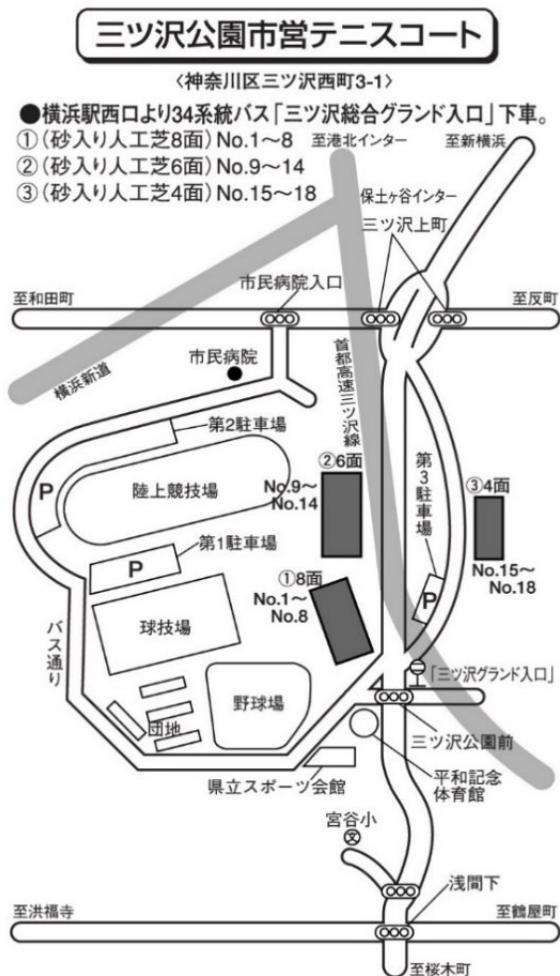 三ツ沢公園市営テニスコート
〈神奈川区三ツ沢西町3-1〉
●横浜駅西口より34系統バス「三ツ沢総合グランド入口」下車。
①(砂入り人工芝8面)No.1〜8
②(砂入り人工芝6面)No.9〜14
③(砂入り人工芝4面)No.15〜18
至港北インター
至新横浜
保土ヶ谷インター
三ツ沢上町
市民病院入口
至和田町
至反町
市民病院
横浜新道
首都高速三ツ沢線
第2駐車場
P
陸上競技場
②6面
No.9〜
No.14
第3駐車場
③4面
No.15〜
No.18
第1駐車場
P
①8面
No.1〜
No.8
P
バス通り
球技場
「三ツ沢グランド入口」
野球場
団地
三ツ沢公園前
県立スポーツ会館
平和記念
体育館
宮谷小
文
浅間下
至洪福寺
至鶴屋町
至桜木町